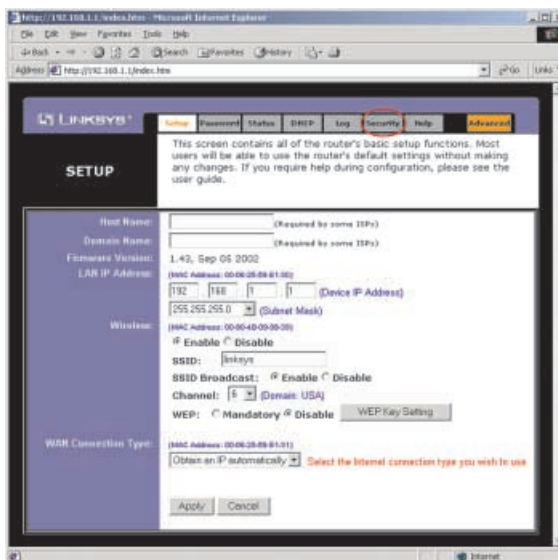 http://192.168.1.1/index.htm - Microsoft Internet Explorer
File Edit View Favorites Tools Help
Back Search Favorites History
Address http://192.168.1.1/index.htm Go Links
LINKSYS Setup Password Status DHCP Log Security Help Advanced
SETUP
This screen contains all of the router's basic setup functions. Most
users will be able to use the router's default settings without making
any changes. If you require help during configuration, please see the
user guide.
Host Name: (Required by some ISPs)
Domain Name: (Required by some ISPs)
Firmware Version: 1.43, Sep 05 2002
LAN IP Address: (MAC Address:
192 . 168 . 1 . 1 (Device IP Address)
255.255.255.0 (Subnet Mask)
Wireless: (MAC Address:
Enable Disable
SSID: linksys
SSID Broadcast: Enable Disable
Channel: 6 (Domain: USA)
WEP: Mandatory Disable WEP Key Setting
WAN Connection Type: (MAC Address:
Obtain an IP automatically Select the Internet connection type you wish to use
Apply Cancel
Internet